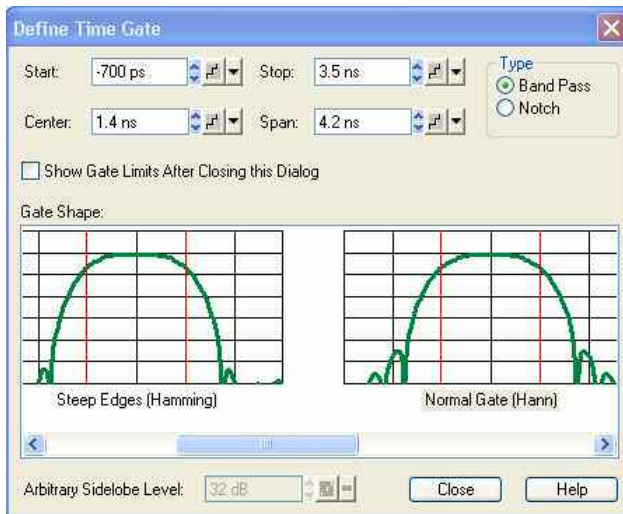 Define Time Gate
Start: -700 ps Stop: 3.5 ns
Type
Band Pass
Center: 1.4 ns Span: 4.2 ns
Notch
Show Gate Limits After Closing this Dialog
Gate Shape:
Steep Edges (Hamming) Normal Gate (Hann)
Arbitrary Sidelobe Level: 32 dB Close Help